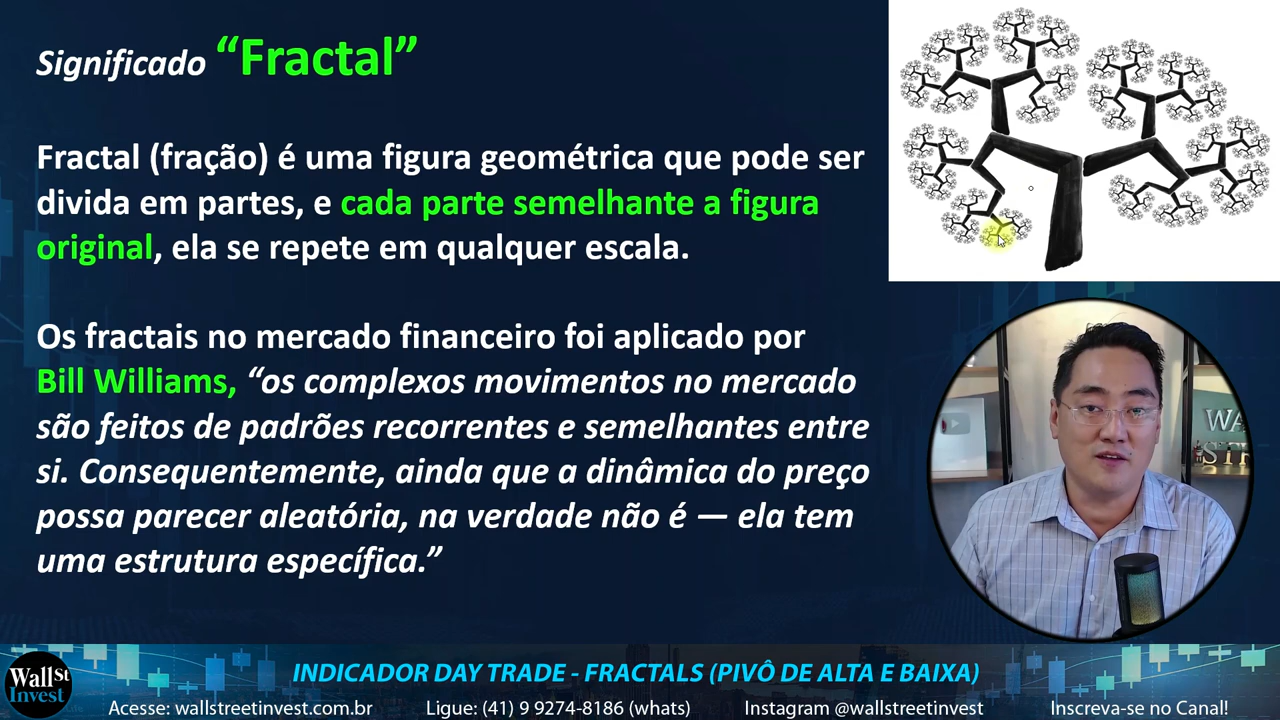 Significado “Fractal”
Fractal (fração) é uma figura geométrica que pode ser
divida em partes, e cada parte semelhante a figura
original, ela se repete em qualquer escala.
Os fractais no mercado financeiro foi aplicado por
Bill Williams, “os complexos movimentos no mercado
são feitos de padrões recorrentes e semelhantes entre
si. Consequentemente, ainda que a dinâmica do preço
possa parecer aleatória, na verdade não é — ela tem
uma estrutura específica.”
WA
STR
INDICADOR DAY TRADE - FRACTALS (PIVÔ DE ALTA E BAIXA)
WallSt
Invest
Acesse: wallstreetinvest.com.br
Ligue: (41) 9 9274-8186 (whats)
Instagram @wallstreetinvest
Inscreva-se no Canal!